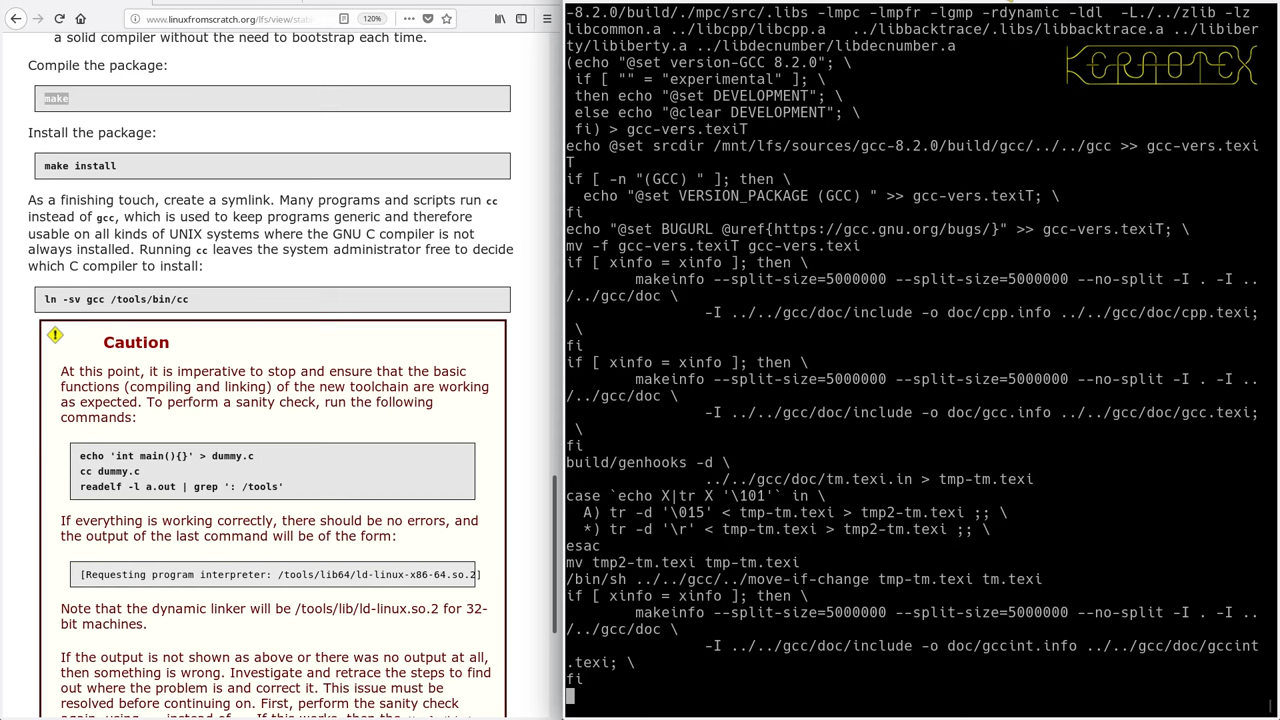 www.linuxfromscratch.org/lfs/view/stab
120%
a solid compiler without the need to bootstrap each time.
Compile the package:
make
Install the package:
make install
As a finishing touch, create a symlink. Many programs and scripts run cc
instead of gcc, which is used to keep programs generic and therefore
usable on all kinds of UNIX systems where the GNU C compiler is not
always installed. Running cc leaves the system administrator free to decide
which C compiler to install:
ln -sv gcc /tools/bin/cc
Caution
At this point, it is imperative to stop and ensure that the basic
functions (compiling and linking) of the new toolchain are working
as expected. To perform a sanity check, run the following
commands:
echo 'int main(){}' > dummy.c
cc dummy.c
readelf -l a.out | grep ': /tools'
If everything is working correctly, there should be no errors, and
the output of the last command will be of the form:
[Requesting program interpreter: /tools/lib64/ld-linux-x86-64.so.2]
Note that the dynamic linker will be /tools/lib/ld-linux.so.2 for 32-
bit machines.
If the output is not shown as above or there was no output at all,
then something is wrong. Investigate and retrace the steps to find
out where the problem is and correct it. This issue must be
resolved before continuing on. First, perform the sanity check
-8.2.0/build/./mpc/src/.libs -lmpc -lmpfr -lgmp -rdynamic -ldl  -L./../zlib -lz
libcommon.a ../libcpp/libcpp.a   ../libbacktrace/.libs/libbacktrace.a ../libiber
ty/libiberty.a ../libdecnumber/libdecnumber.a
KERNOTEX
(echo "@set version-GCC 8.2.0"; \
 if [ "" = "experimental" ]; \
 then echo "@set DEVELOPMENT"; \
 else echo "@clear DEVELOPMENT"; \
 fi) > gcc-vers.texiT
echo @set srcdir /mnt/lfs/sources/gcc-8.2.0/build/gcc/../../gcc >> gcc-vers.texi
T
if [ -n "(GCC) " ]; then \
  echo "@set VERSION_PACKAGE (GCC) " >> gcc-vers.texiT; \
fi
echo "@set BUGURL @uref{https://gcc.gnu.org/bugs/}" >> gcc-vers.texiT; \
mv -f gcc-vers.texiT gcc-vers.texi
if [ xinfo = xinfo ]; then \
        makeinfo --split-size=5000000 --split-size=5000000 --no-split -I . -I ..
/../gcc/doc \
                -I ../../gcc/doc/include -o doc/cpp.info ../../gcc/doc/cpp.texi;
 \
fi
if [ xinfo = xinfo ]; then \
        makeinfo --split-size=5000000 --split-size=5000000 --no-split -I . -I ..
/../gcc/doc \
                -I ../../gcc/doc/include -o doc/gcc.info ../../gcc/doc/gcc.texi;
 \
fi
build/genhooks -d \
                ../../gcc/doc/tm.texi.in > tmp-tm.texi
case `echo X|tr X '\101'` in \
  A) tr -d '\015' < tmp-tm.texi > tmp2-tm.texi ;; \
  *) tr -d '\r' < tmp-tm.texi > tmp2-tm.texi ;; \
esac
mv tmp2-tm.texi tmp-tm.texi
/bin/sh ../../gcc/../move-if-change tmp-tm.texi tm.texi
if [ xinfo = xinfo ]; then \
        makeinfo --split-size=5000000 --split-size=5000000 --no-split -I . -I ..
/../gcc/doc \
                -I ../../gcc/doc/include -o doc/gccint.info ../../gcc/doc/gccint
.texi; \
fi